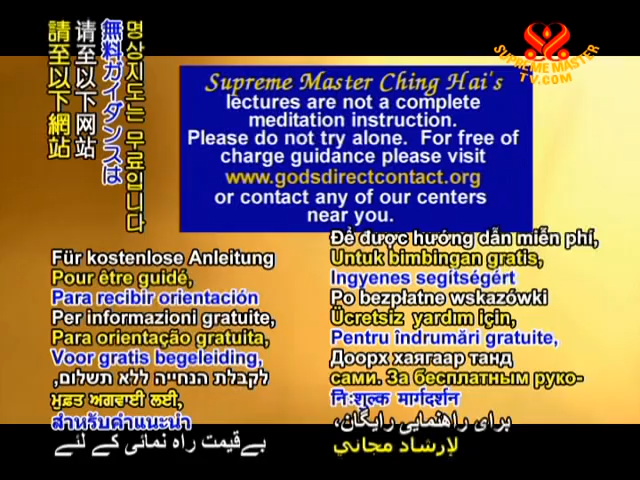 SUPREME MASTER
TV.COM
請至以下網站
请至以下网站
無料ガイダンスは
명상지도는 무료입니다
Supreme Master Ching Hai's
lectures are not a complete
meditation instruction.
Please do not try alone. For free of
charge guidance please visit
www.godsdirectcontact.org
or contact any of our centers
near you.
Für kostenlose Anleitung
Pour être guidé,
Para recibir orientación
Per informazioni gratuite,
Para orientação gratuita,
Voor gratis begeleiding,
לקבלת הנחייה ללא תשלום,
ਮੁਫ਼ਤ ਅਗਵਾਈ ਲਈ,
สำหรับคำแนะนำ
بےقیمت راہ نمائی کے لئے
Để được hướng dẫn miễn phí,
Untuk bimbingan gratis,
Ingyenes segítségért
Po bezpłatne wskazówki
Ücretsiz yardım için,
Pentru îndrumări gratuite,
Доорх хаягаар танд
сами. За бесплатным руко-
निःशुल्क मार्गदर्शन
برای راهنمایی رایگان،
لإرشاد مجاني